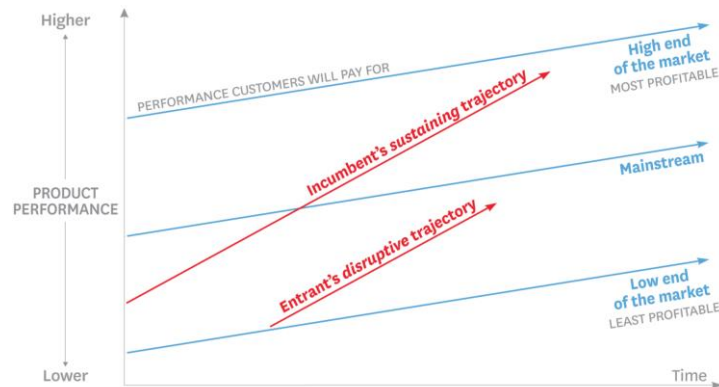 Higher
PERFORMANCE CUSTOMERS WILL PAY FOR
High end
of the market
MOST PROFITABLE
Incumbent's sustaining trajectory
PRODUCT
PERFORMANCE
Mainstream
Entrant's disruptive trajectory
Low end
of the market
LEAST PROFITABLE
Lower
Time